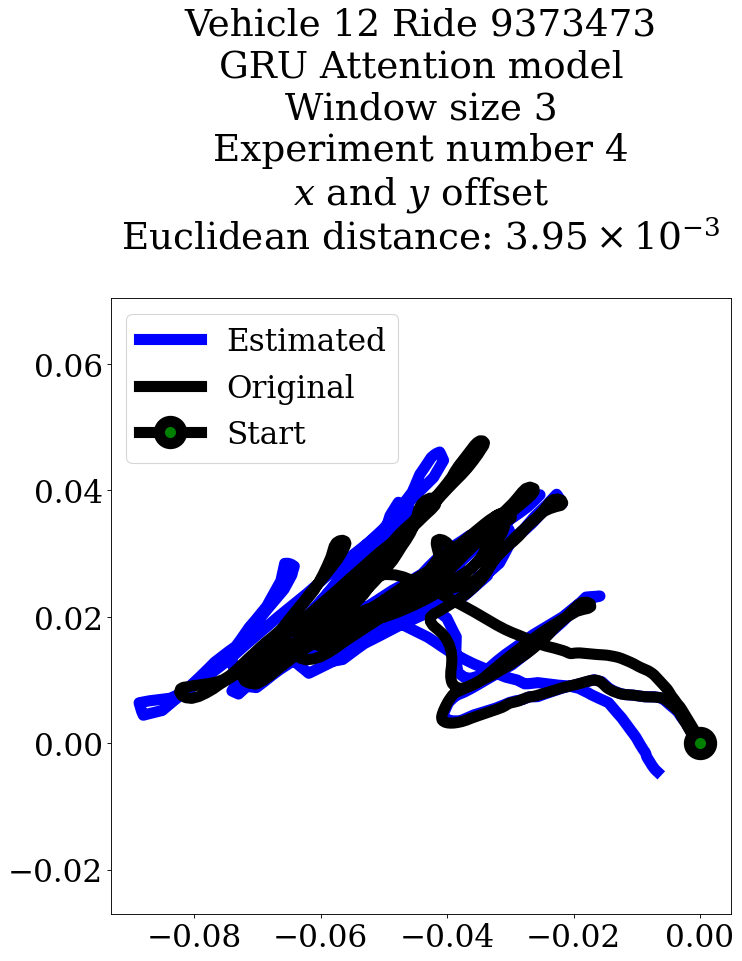 Vehicle 12 Ride 9373473
GRU Attention model
Window size 3
Experiment number 4
x and y offset
Euclidean distance: 3.95 × 10⁻³
Estimated
Original
Start
0.06
0.04
0.02
0.00
−0.02
−0.08 −0.06 −0.04 −0.02 0.00